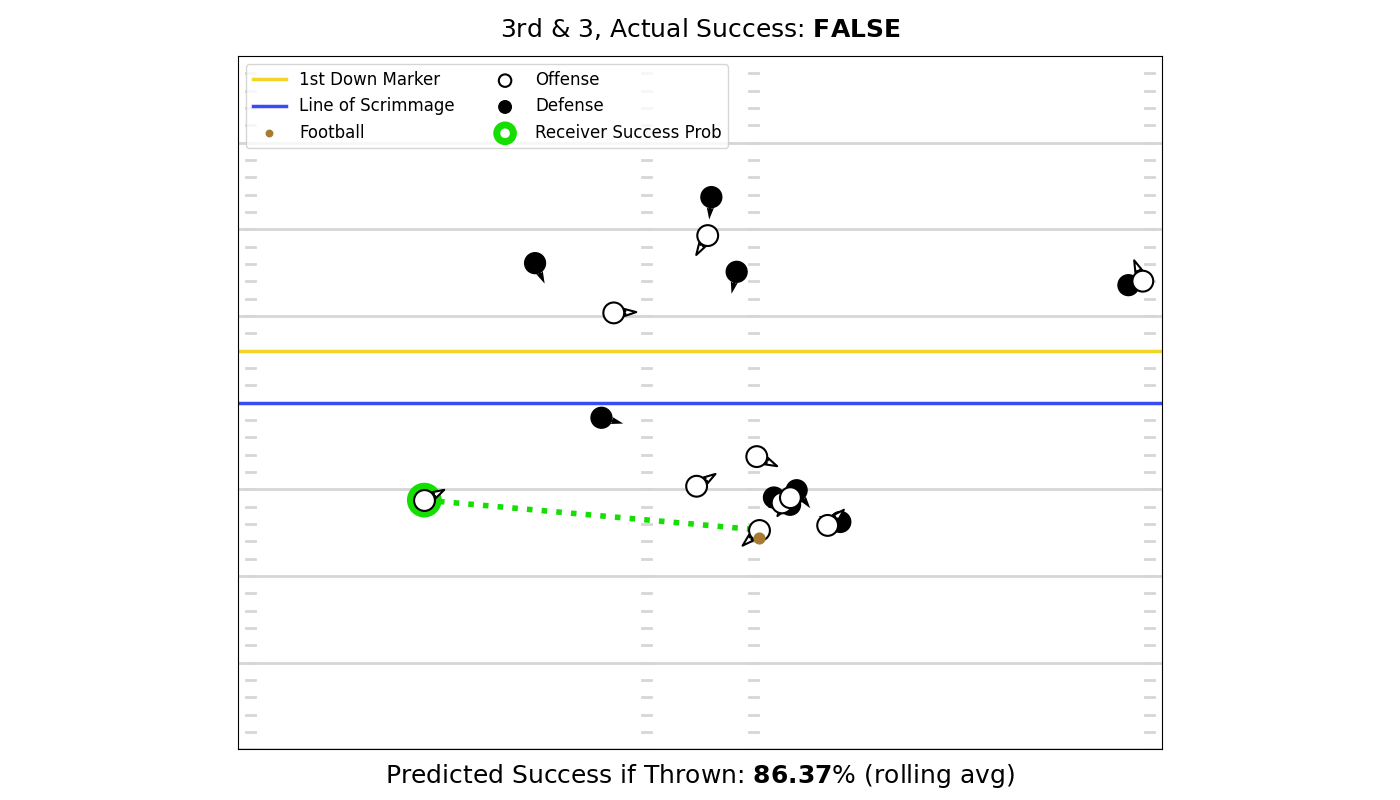 3rd & 3, Actual Success: FALSE
1st Down Marker
Line of Scrimmage
Football
Offense
Defense
Receiver Success Prob
Predicted Success if Thrown: 86.37% (rolling avg)